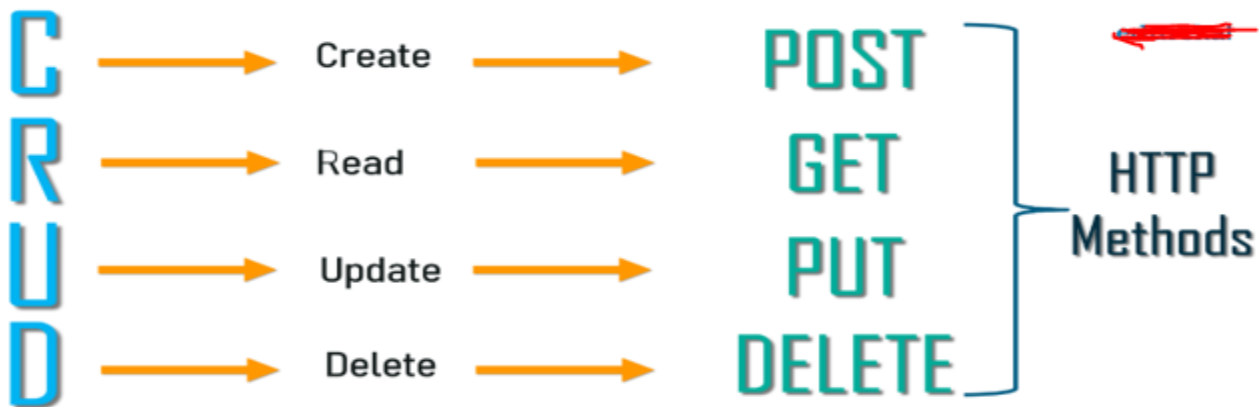 C Create POST
R Read GET
U Update PUT
D Delete DELETE
HTTP
Methods